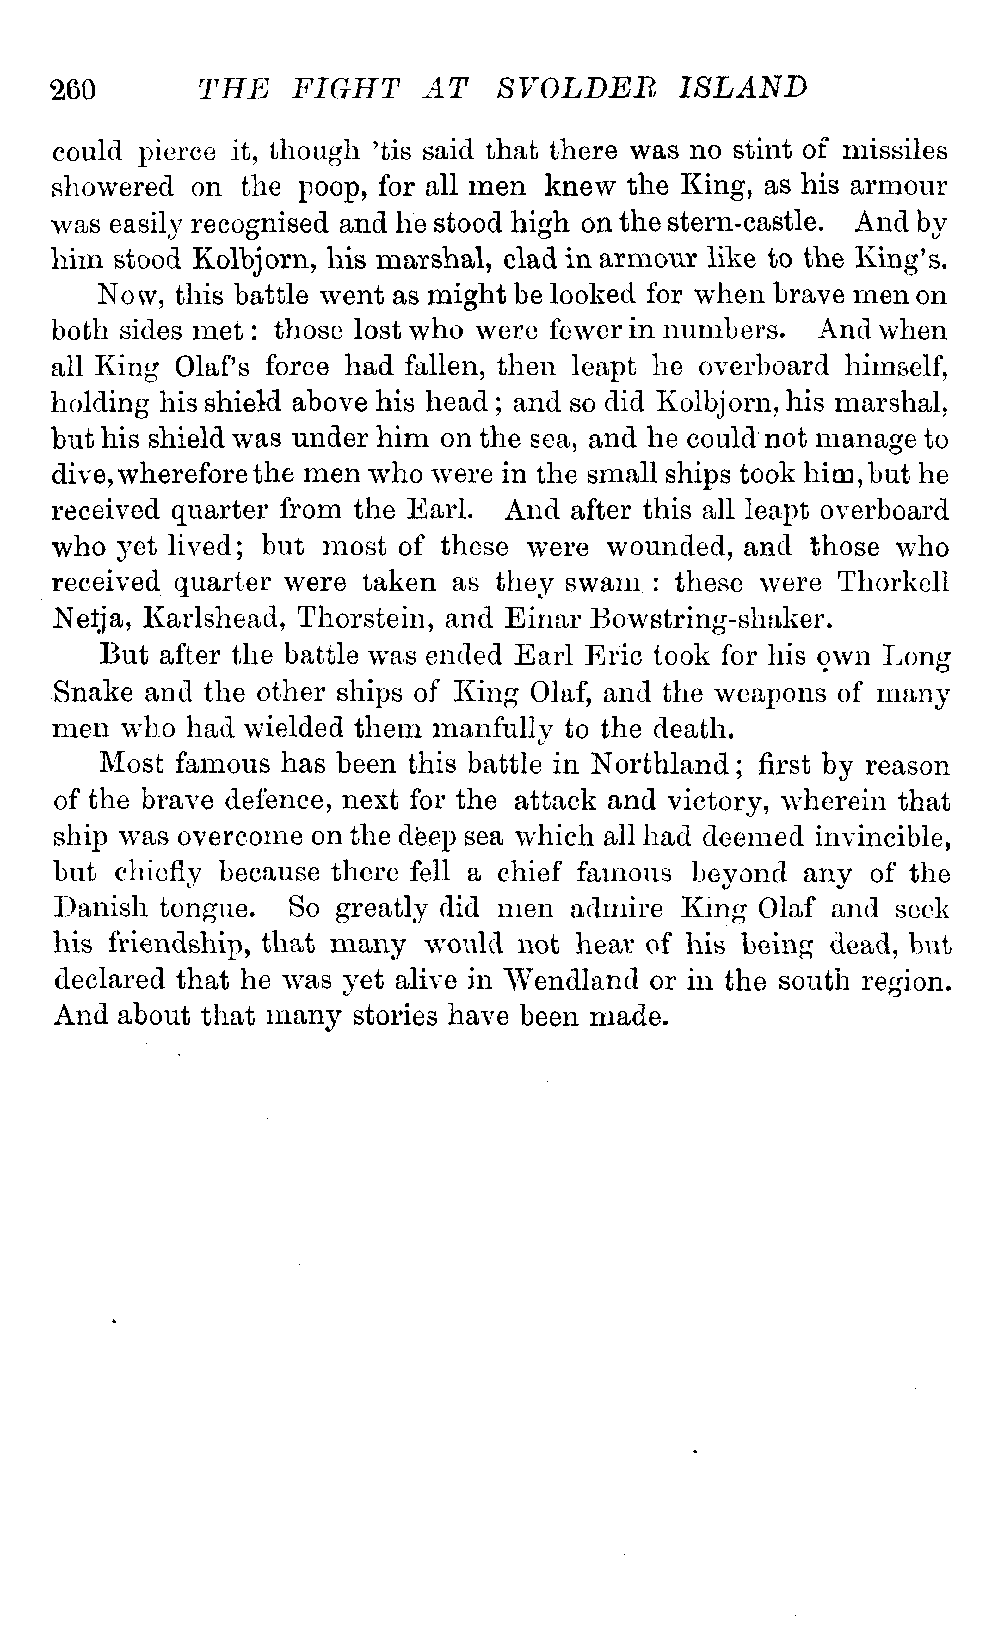 260 THE FIGHT AT SVOLDER ISLAND
could pierce it, though 'tis said that there was no stint of missiles
showered on the poop, for all men knew the King, as his armour
was easily recognised and he stood high on the stern-castle. And by
him stood Kolbjorn, his marshal, clad in armour like to the King's.
Now, this battle went as might be looked for when brave men on
both sides met: those lost who were fewer in numbers. And when
all King Olaf's force had fallen, then leapt he overboard himself,
holding his shield above his head; and so did Kolbjorn, his marshal,
but his shield was under him on the sea, and he could not manage to
dive, wherefore the men who were in the small ships took him, but he
received quarter from the Earl. And after this all leapt overboard
who yet lived; but most of these were wounded, and those who
received quarter were taken as they swam: these were Thorkell
Netja, Karlshead, Thorstein, and Einar Bowstring-shaker.
But after the battle was ended Earl Eric took for his own Long
Snake and the other ships of King Olaf, and the weapons of many
men who had wielded them manfully to the death.
Most famous has been this battle in Northland; first by reason
of the brave defence, next for the attack and victory, wherein that
ship was overcome on the deep sea which all had deemed invincible,
but chiefly because there fell a chief famous beyond any of the
Danish tongue. So greatly did men admire King Olaf and seek
his friendship, that many would not hear of his being dead, but
declared that he was yet alive in Wendland or in the south region.
And about that many stories have been made.